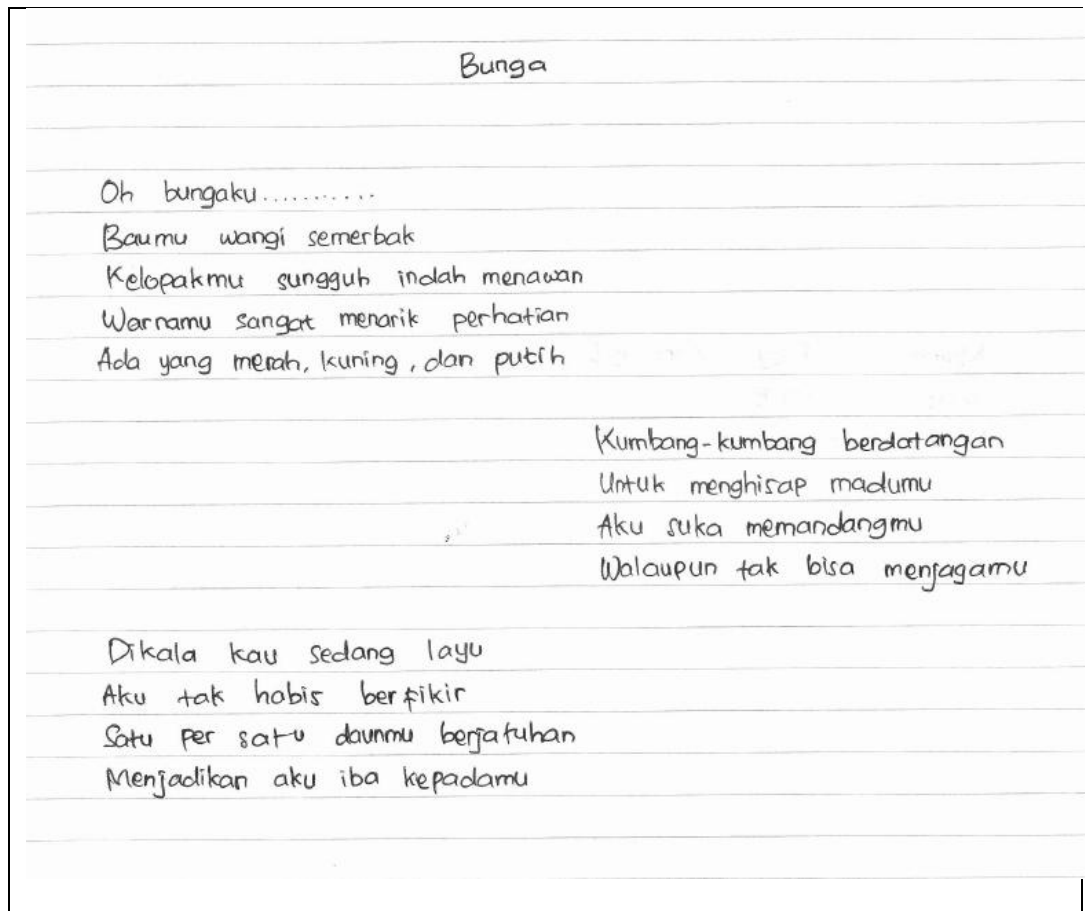 Bunga
Oh bungaku...........
Baumu wangi semerbak
Kelopakmu sungguh indah menawan
Warnamu sangat menarik perhatian
Ada yang merah, kuning, dan putih
Kumbang-kumbang berdatangan
Untuk menghisap madumu
Aku suka memandangmu
Walaupun tak bisa menjagamu
Dikala kau sedang layu
Aku tak habis berfikir
Satu per satu daunmu berjatuhan
Menjadikan aku iba kepadamu